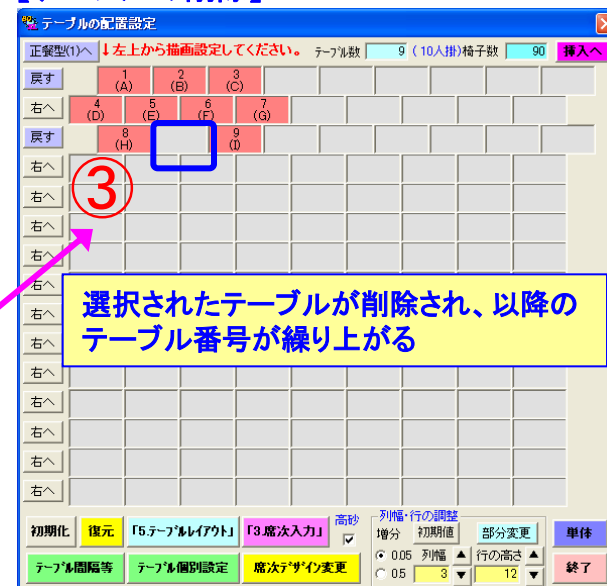 テーブルの配置設定
正餐型(1)へ ↓左上から描画設定してください。 テーブル数 9 (10人掛)椅子数 90 挿入へ
戻す 1 (A) 2 (B) 3 (C)
右へ 4 (D) 5 (E) 6 (F) 7 (G)
戻す 8 (H) 9 (I)
右へ
右へ
右へ
右へ
右へ
右へ
右へ
右へ
右へ
右へ
右へ
右へ
③
選択されたテーブルが削除され、以降の
テーブル番号が繰り上がる
初期化 復元 「5.テーブルレイアウト」 「3.席次入力」 高砂 列幅・行の調整
増分 初期値 部分変更 単体
テーブル間隔等 テーブル個別設定 席次デザイン変更 0.05 列幅 ▲ 行の高さ ▲ 終了
0.5 3 ▼ 12 ▼